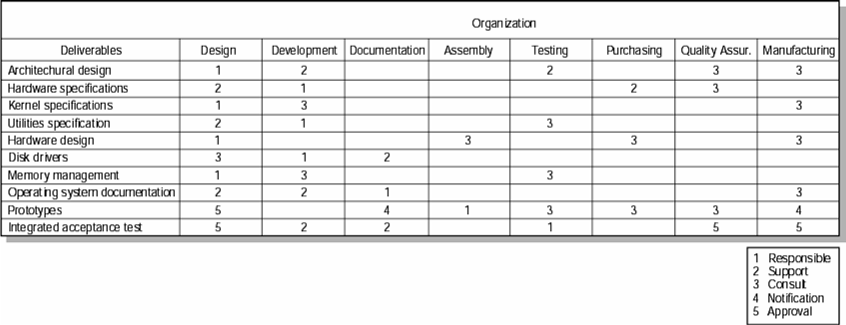 Organization
Deliverables Design Development Documentation Assembly Testing Purchasing Quality Assur. Manufacturing
Architechural design 1 2 2 3 3
Hardware specifications 2 1 2 3
Kernel specifications 1 3 3
Utilities specification 2 1 3
Hardware design 1 3 3 3
Disk drivers 3 1 2
Memory management 1 3 3
Operating system documentation 2 2 1 3
Prototypes 5 4 1 3 3 3 4
Integrated acceptance test 5 2 2 1 5 5
1 Responsible
2 Support
3 Consult
4 Notification
5 Approval